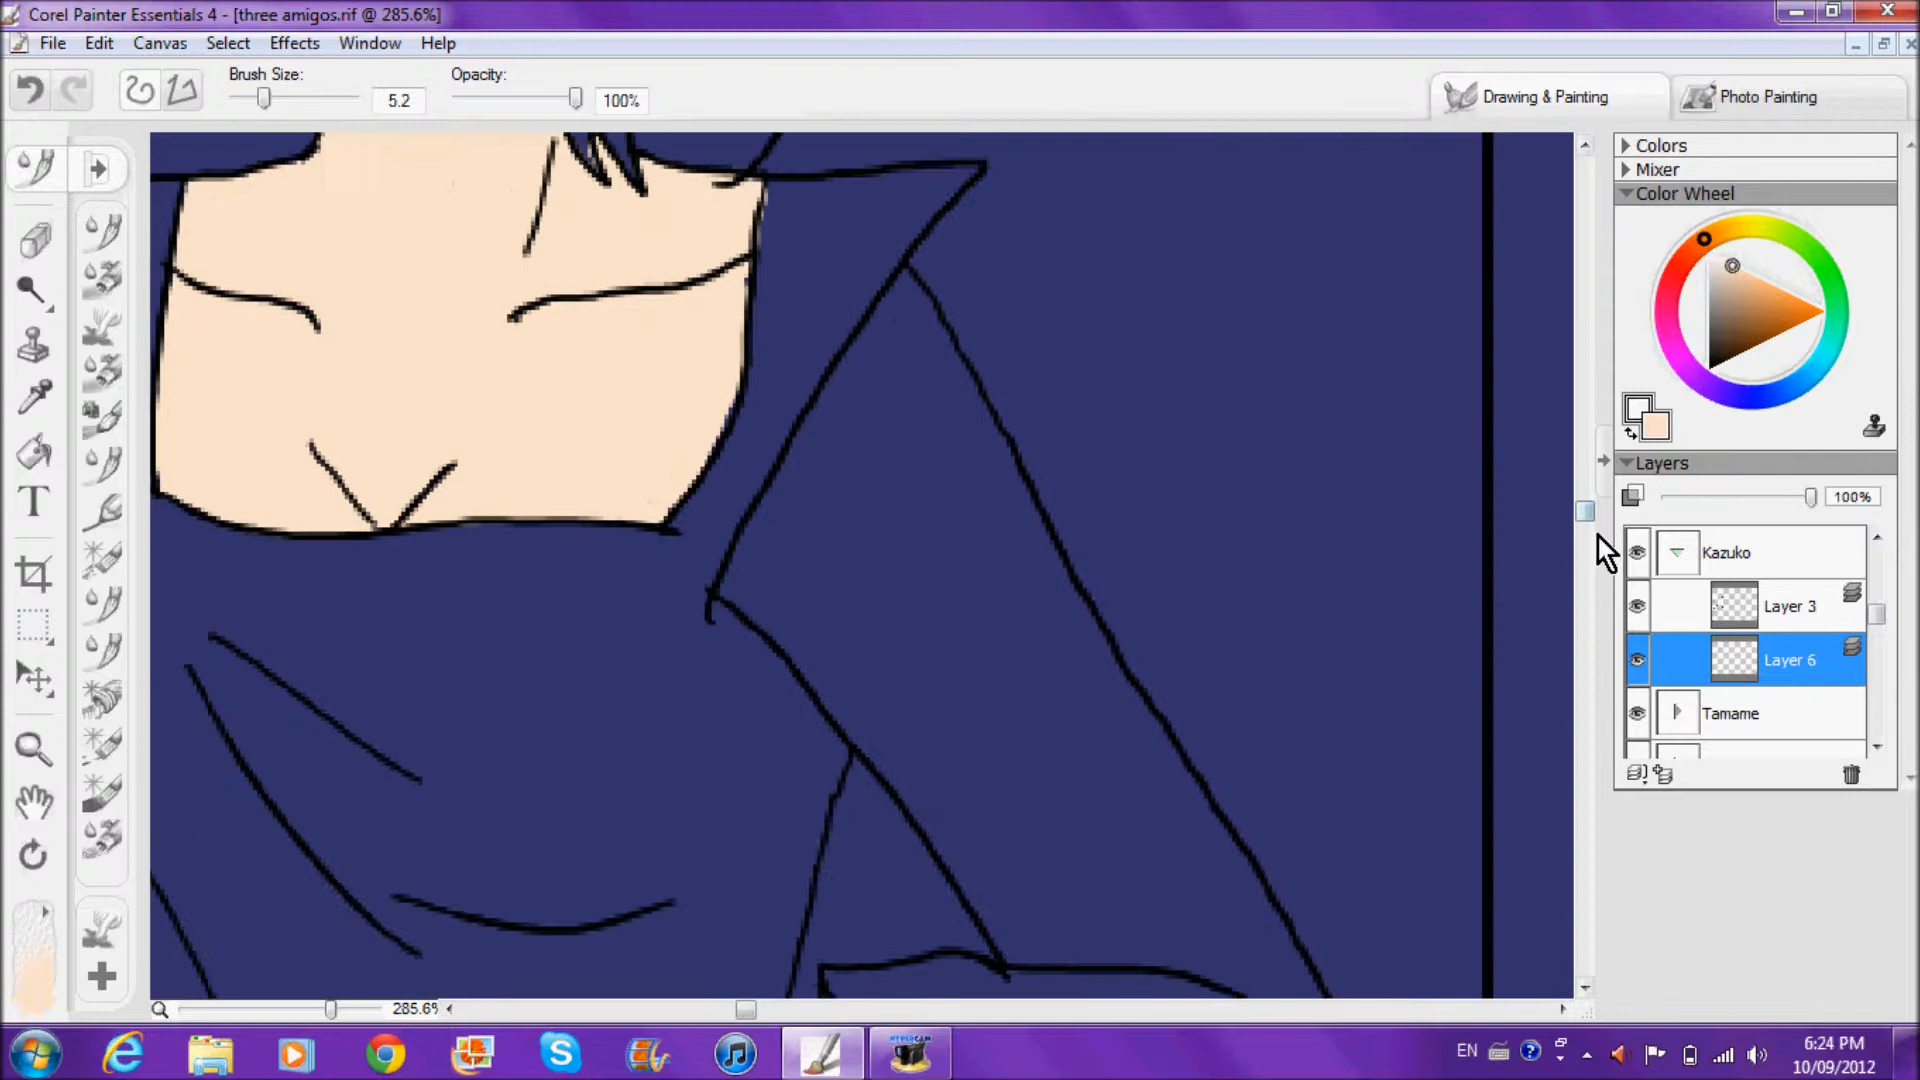 Corel Painter Essentials 4 - [three amigos.rif @ 285.6%]
File Edit Canvas Select Effects Window Help
Brush Size: 5.2 Opacity: 100%
Drawing & Painting Photo Painting
Colors
Mixer
Color Wheel
Layers
100%
Kazuko
Layer 3
Layer 6
Tamame
T
285.6%
HYPERCAM
EN
6:24 PM
10/09/2012